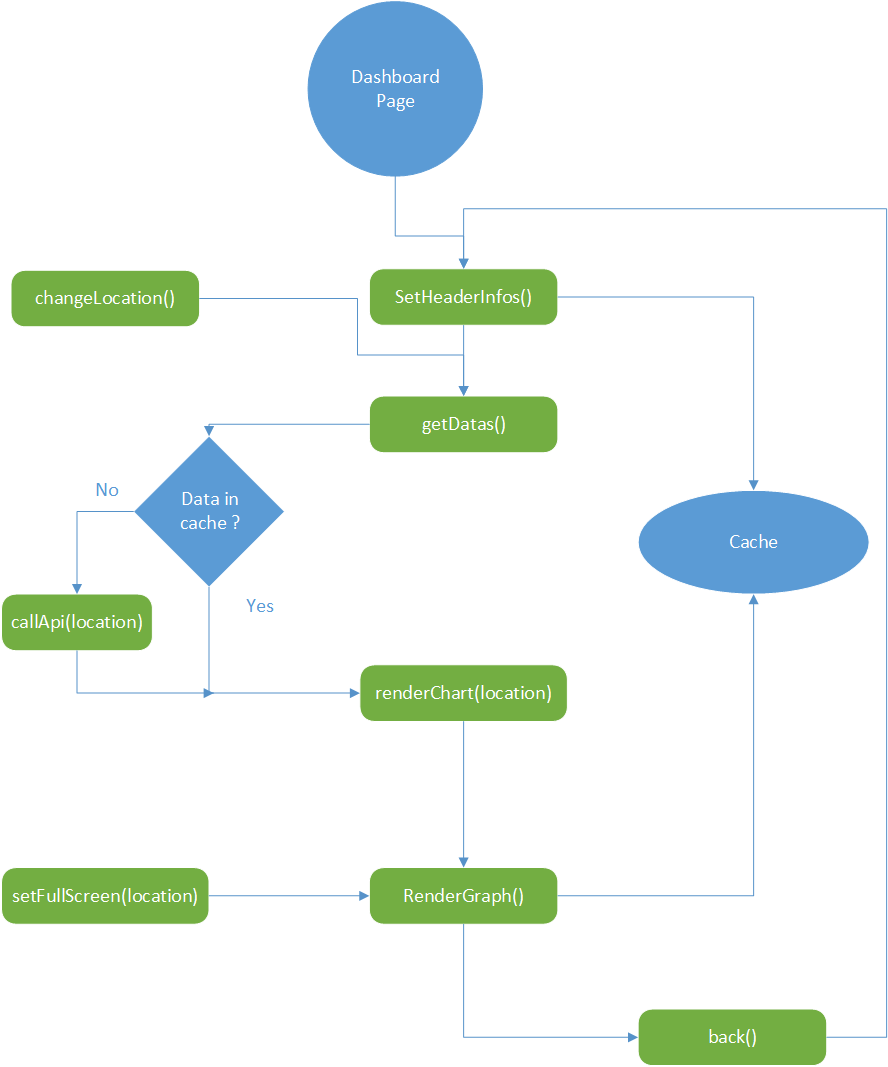 Dashboard
Page
changeLocation()
SetHeaderInfos()
getDatas()
No
Data in
cache ?
Cache
Yes
callApi(location)
renderChart(location)
setFullScreen(location)
RenderGraph()
back()